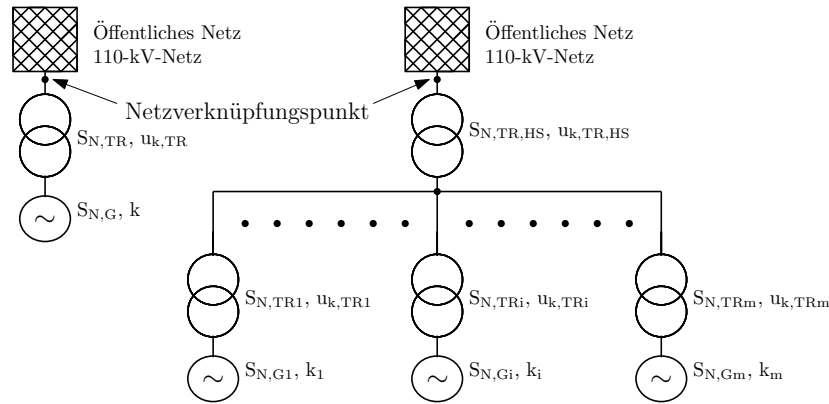 Öffentliches Netz
110-kV-Netz
Öffentliches Netz
110-kV-Netz
Netzverknüpfungspunkt
S_N,TR, u_k,TR
S_N,TR,HS, u_k,TR,HS
S_N,G, k
~
S_N,TR1, u_k,TR1
S_N,TRi, u_k,TRi
S_N,TRm, u_k,TRm
~
S_N,G1, k_1
~
S_N,Gi, k_i
~
S_N,Gm, k_m